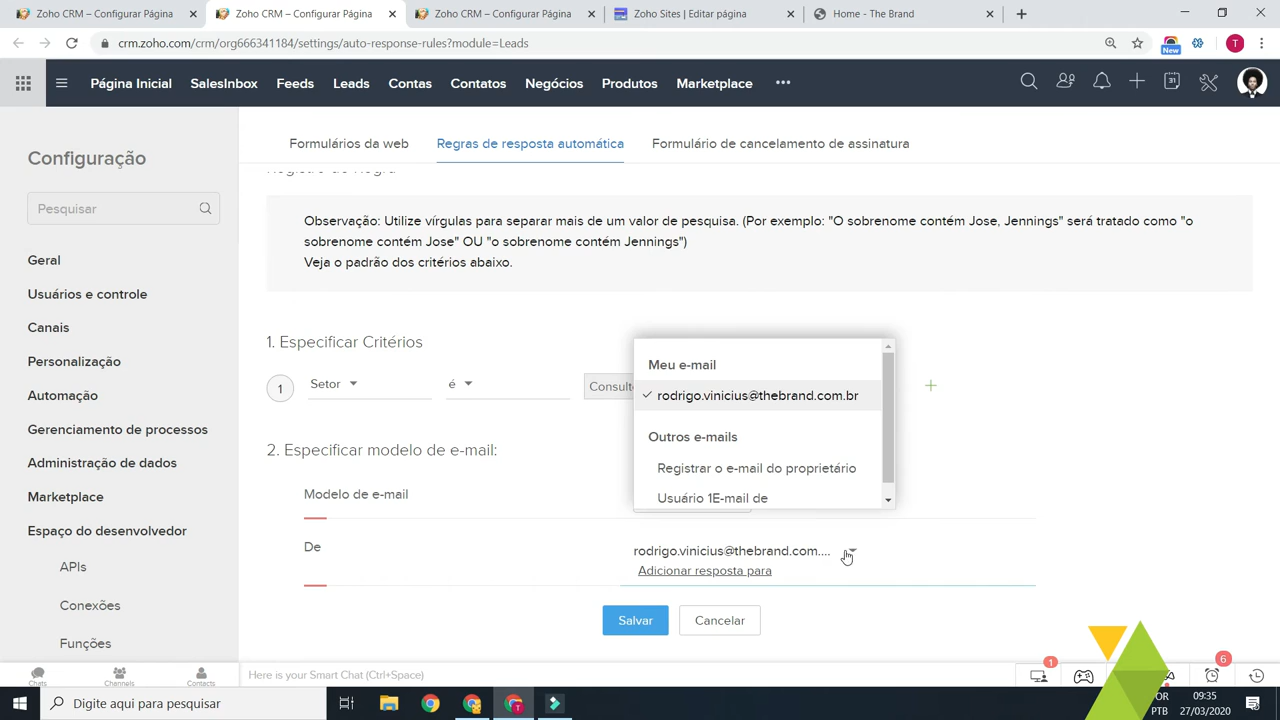 Zoho CRM – Configurar Página
Zoho CRM – Configurar Página
Zoho CRM – Configurar Página
Zoho Sites | Editar página
Home - The Brand
crm.zoho.com/crm/org666341184/settings/auto-response-rules?module=Leads
New
T
Página Inicial
SalesInbox
Feeds
Leads
Contas
Contatos
Negócios
Produtos
Marketplace
Configuração
Formulários da web
Regras de resposta automática
Formulário de cancelamento de assinatura
Pesquisar
Geral
Usuários e controle
Canais
Personalização
Automação
Gerenciamento de processos
Administração de dados
Marketplace
Espaço do desenvolvedor
APIs
Conexões
Funções
Observação: Utilize vírgulas para separar mais de um valor de pesquisa. (Por exemplo: "O sobrenome contém Jose, Jennings" será tratado como "o
sobrenome contém Jose" OU "o sobrenome contém Jennings")
Veja o padrão dos critérios abaixo.
1. Especificar Critérios
1
Setor
é
Consult
Meu e-mail
rodrigo.vinicius@thebrand.com.br
Outros e-mails
Registrar o e-mail do proprietário
Usuário 1E-mail de
2. Especificar modelo de e-mail:
Modelo de e-mail
De
rodrigo.vinicius@thebrand.com....
Adicionar resposta para
Salvar
Cancelar
Chats
Channels
Contacts
Here is your Smart Chat (Ctrl+Space)
1
6
Digite aqui para pesquisar
POR
PTB
09:35
27/03/2020